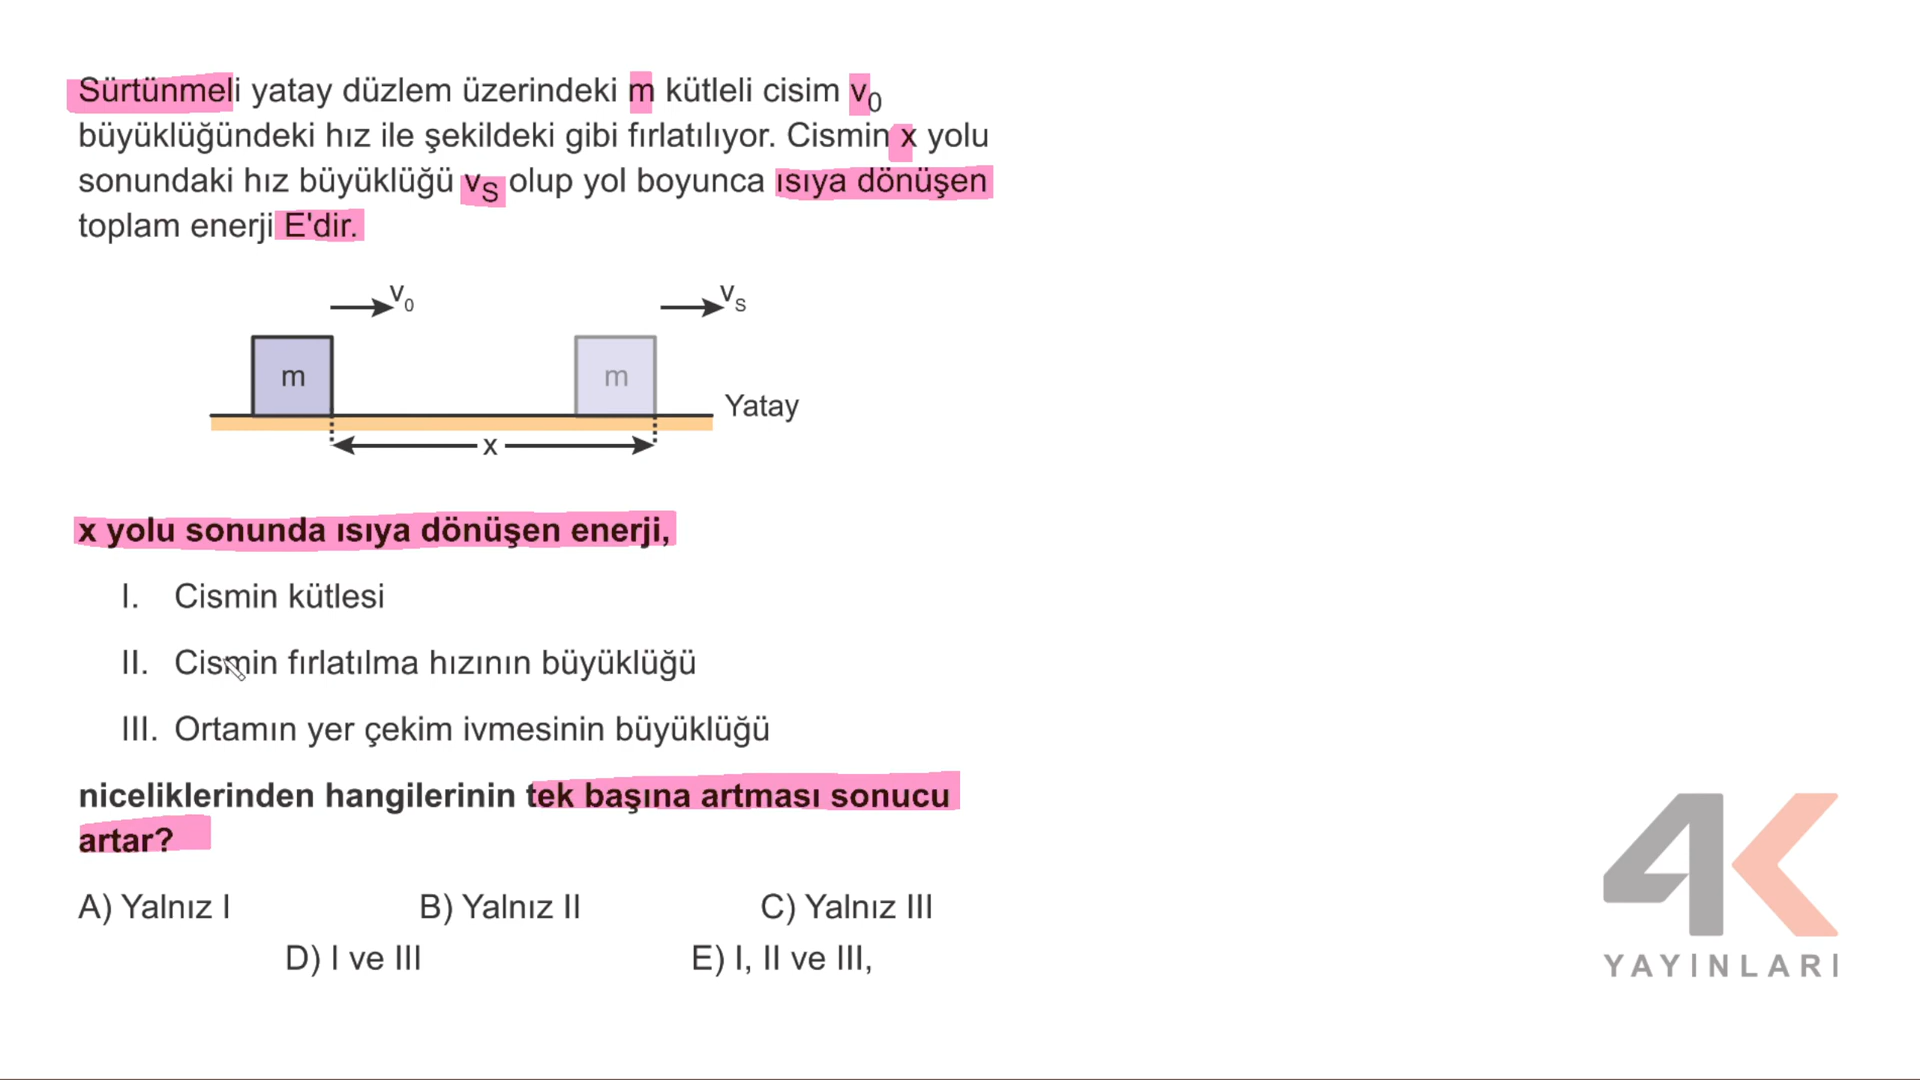 Sürtünmeli yatay düzlem üzerindeki m kütleli cisim v0
büyüklüğündeki hız ile şekildeki gibi fırlatılıyor. Cismin x yolu
sonundaki hız büyüklüğü vS olup yol boyunca ısıya dönüşen
toplam enerji E'dir.
v0 vS
m m
Yatay
x
x yolu sonunda ısıya dönüşen enerji,
I. Cismin kütlesi
II. Cismin fırlatılma hızının büyüklüğü
III. Ortamın yer çekim ivmesinin büyüklüğü
niceliklerinden hangilerinin tek başına artması sonucu
artar?
A) Yalnız I B) Yalnız II C) Yalnız III
D) I ve III E) I, II ve III,
4K
YAYINLARI